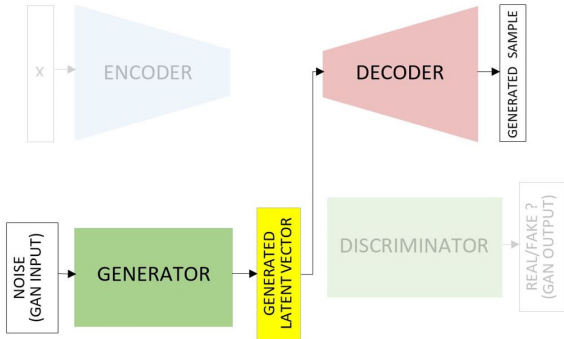 X
ENCODER
DECODER
GENERATED SAMPLE
NOISE
(GAN INPUT)
GENERATOR
GENERATED
LATENT VECTOR
DISCRIMINATOR
REAL/FAKE ?
(GAN OUTPUT)